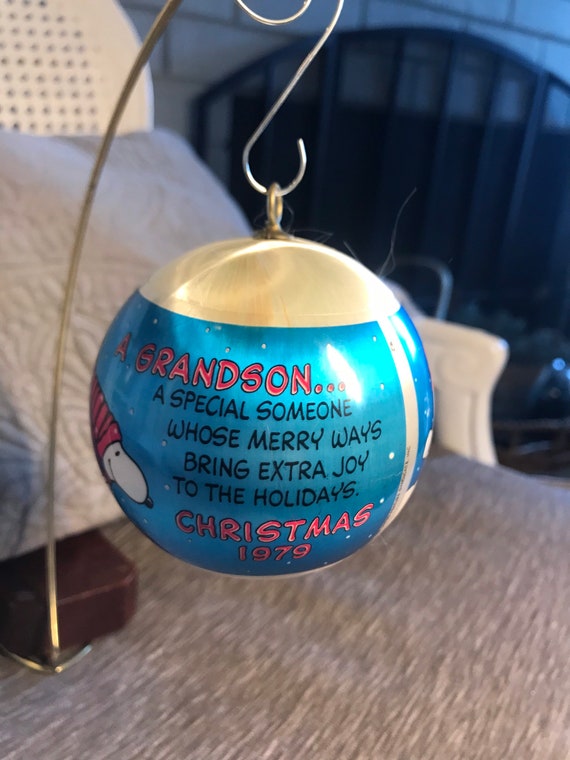 A GRANDSON...
A SPECIAL SOMEONE
WHOSE MERRY WAYS
BRING EXTRA JOY
TO THE HOLIDAYS.
CHRISTMAS
1979